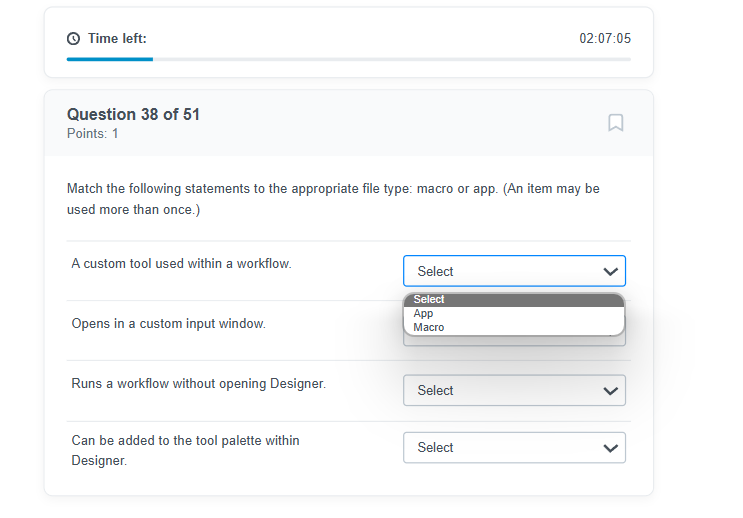 Time left:
02:07:05
Question 38 of 51
Points: 1
Match the following statements to the appropriate file type: macro or app. (An item may be
used more than once.)
A custom tool used within a workflow.
Select
Select
App
Macro
Opens in a custom input window.
Runs a workflow without opening Designer.
Select
Can be added to the tool palette within
Designer.
Select